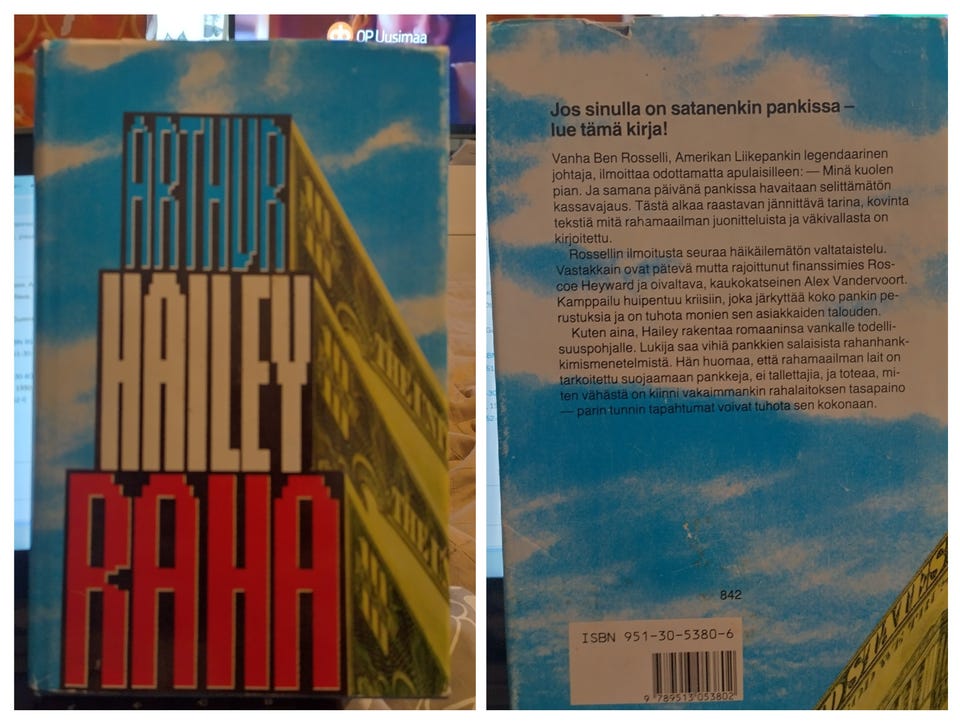 OP Uusimaa
ARTHUR
HAILEY
RAHA
Jos sinulla on satanenkin pankissa –
lue tämä kirja!
Vanha Ben Rosselli, Amerikan Liikepankin legendaarinen
johtaja, ilmoittaa odottamatta apulaisilleen: — Minä kuolen
pian. Ja samana päivänä pankissa havaitaan selittämätön
kassavajaus. Tästä alkaa raastavan jännittävä tarina, kovinta
tekstiä mitä rahamaailman juonitteluista ja väkivallasta on
kirjoitettu.
Rossellin ilmoitusta seuraa häikäilemätön valtataistelu.
Vastakkain ovat pätevä mutta rajoittunut finanssimies Ros-
coe Heyward ja oivaltava, kaukokatseinen Alex Vandervoort.
Kamppailu huipentuu kriisiin, joka järkyttää koko pankin pe-
rustuksia ja on tuhota monien sen asiakkaiden talouden.
Kuten aina, Hailey rakentaa romaaninsa vankalle todelli-
suuspohjalle. Lukija saa vihiä pankkien salaisista rahanhank-
kimismenetelmistä. Hän huomaa, että rahamaailman lait on
tarkoitettu suojaamaan pankkeja, ei tallettajia, ja toteaa, mi-
ten vähästä on kiinni vakaimmankin rahalaitoksen tasapaino
— parin tunnin tapahtumat voivat tuhota sen kokonaan.
842
ISBN 951-30-5380-6
9 789513 053802